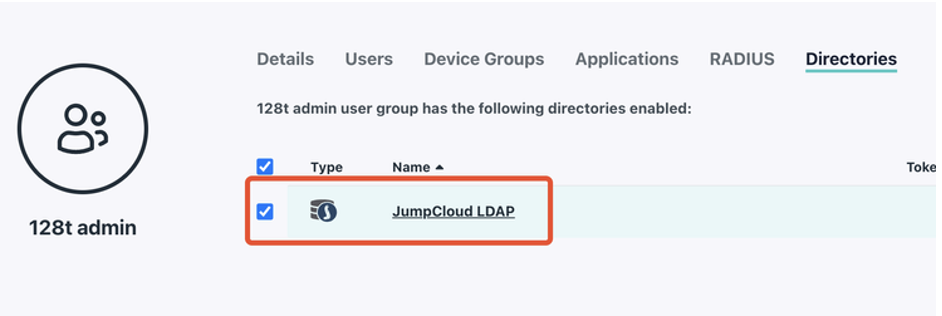 Details Users Device Groups Applications RADIUS Directories
128t admin user group has the following directories enabled:
Type Name Toke
JumpCloud LDAP
128t admin